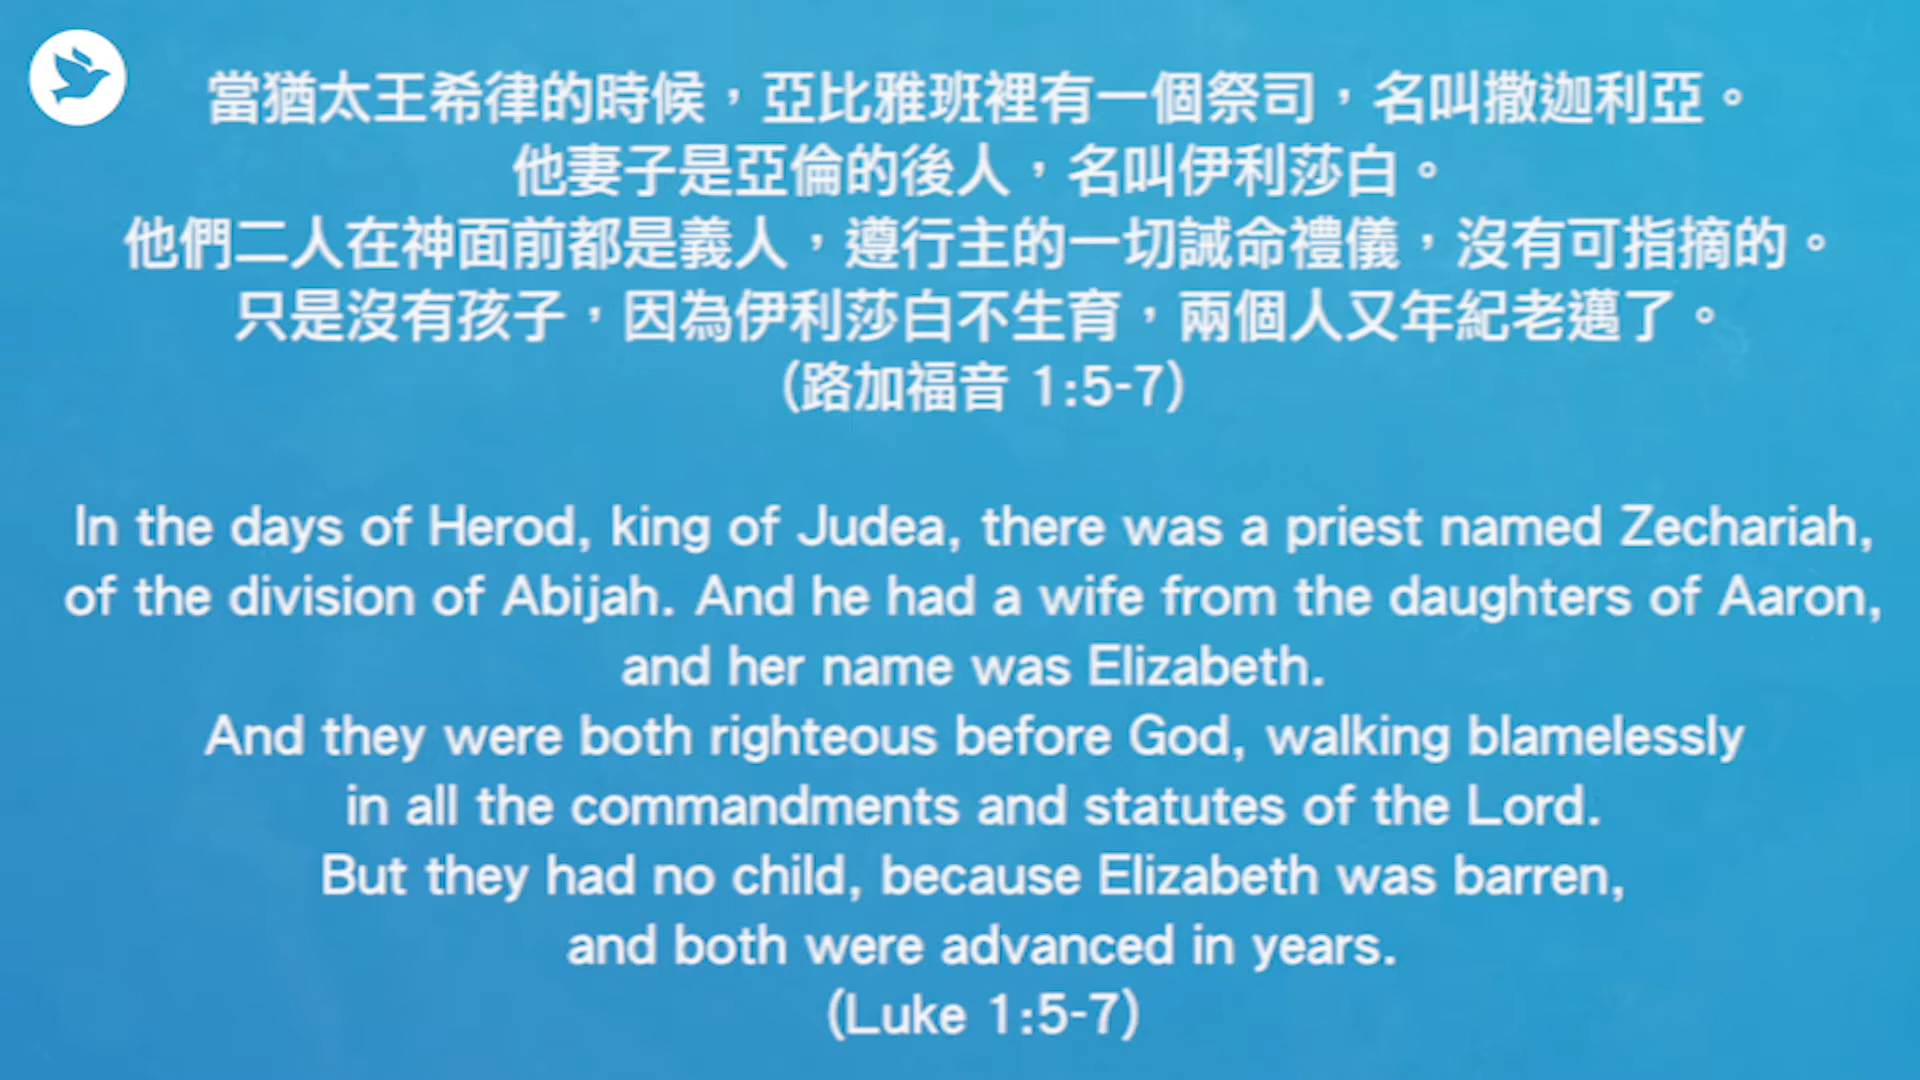 當猶太王希律的時候，亞比雅班裡有一個祭司，名叫撒迦利亞。
他妻子是亞倫的後人，名叫伊利莎白。
他們二人在神面前都是義人，遵行主的一切誡命禮儀，沒有可指摘的。
只是沒有孩子，因為伊利莎白不生育，兩個人又年紀老邁了。
(路加福音 1:5-7)
In the days of Herod, king of Judea, there was a priest named Zechariah,
of the division of Abijah. And he had a wife from the daughters of Aaron,
and her name was Elizabeth.
And they were both righteous before God, walking blamelessly
in all the commandments and statutes of the Lord.
But they had no child, because Elizabeth was barren,
and both were advanced in years.
(Luke 1:5-7)